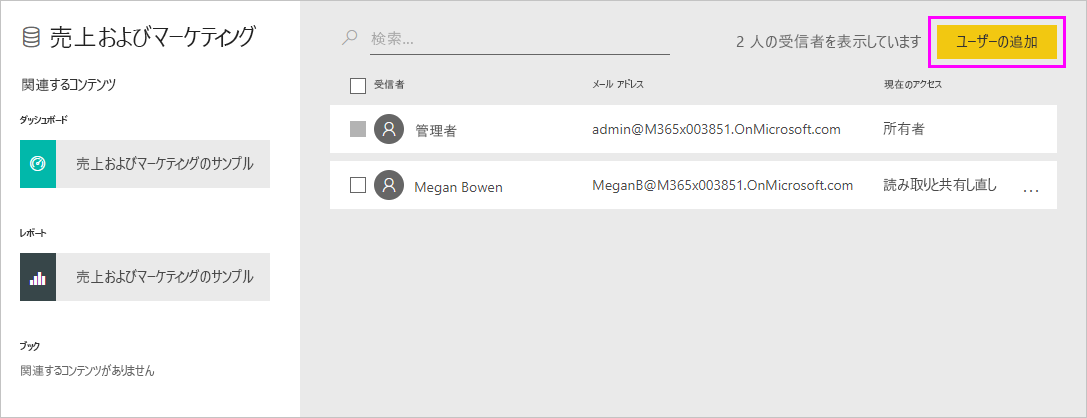 売上およびマーケティング
関連するコンテンツ
ダッシュボード
売上およびマーケティングのサンプル
レポート
売上およびマーケティングのサンプル
ブック
関連するコンテンツがありません
検索...
2 人の受信者を表示しています
ユーザーの追加
受信者 メール アドレス 現在のアクセス
管理者 admin@M365x003851.OnMicrosoft.com 所有者
Megan Bowen MeganB@M365x003851.OnMicrosoft.com 読み取りと共有し直し ...